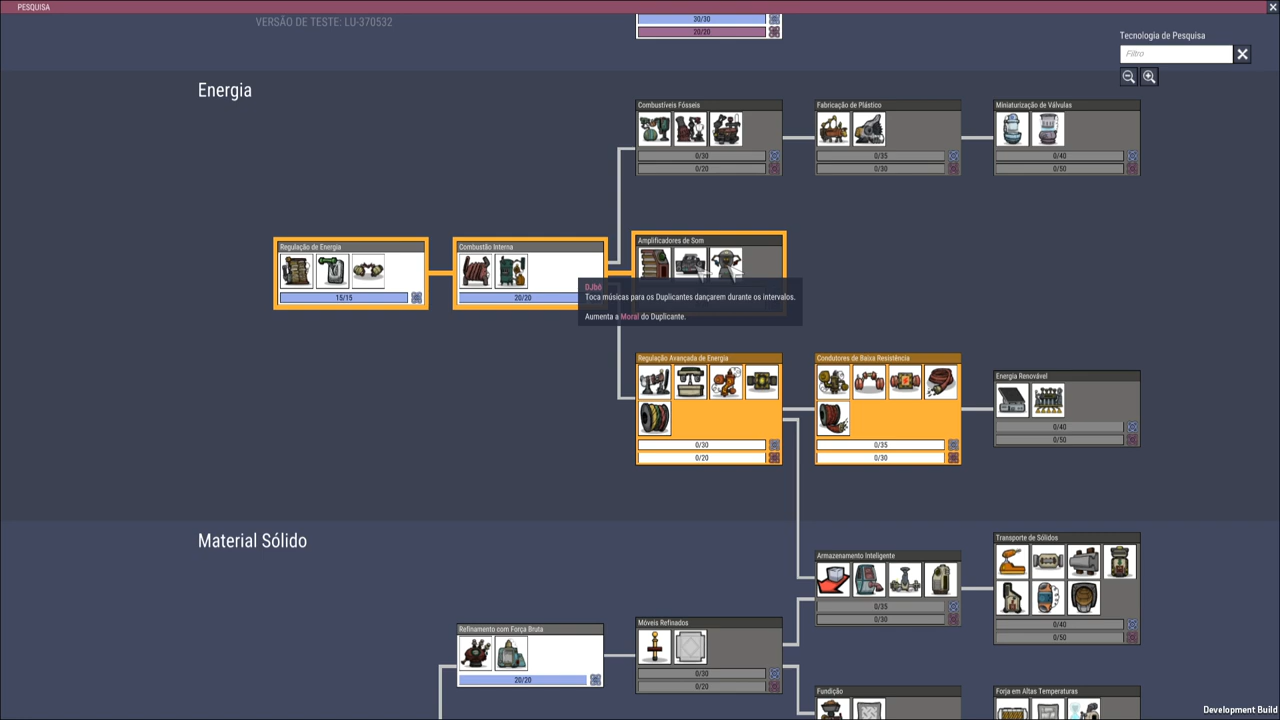 PESQUISA
VERSÃO DE TESTE: LU-370532
30/30
20/20
Tecnologia de Pesquisa
Filtro
Energia
Combustíveis Fósseis
0/30
0/20
Fabricação de Plástico
0/35
0/30
Miniaturização de Válvulas
0/40
0/50
Regulação de Energia
15/15
Combustão Interna
20/20
Amplificadores de Som
DJbô
Toca músicas para os Duplicantes dançarem durante os intervalos.
Aumenta a Moral do Duplicante.
Regulação Avançada de Energia
0/30
0/20
Condutores de Baixa Resistência
0/35
0/30
Energia Renovável
0/40
0/50
Material Sólido
Armazenamento Inteligente
0/35
0/30
Transporte de Sólidos
0/40
0/50
Refinamento com Força Bruta
20/20
Móveis Refinados
0/30
0/20
Fundição
Forja em Altas Temperaturas
Development Build